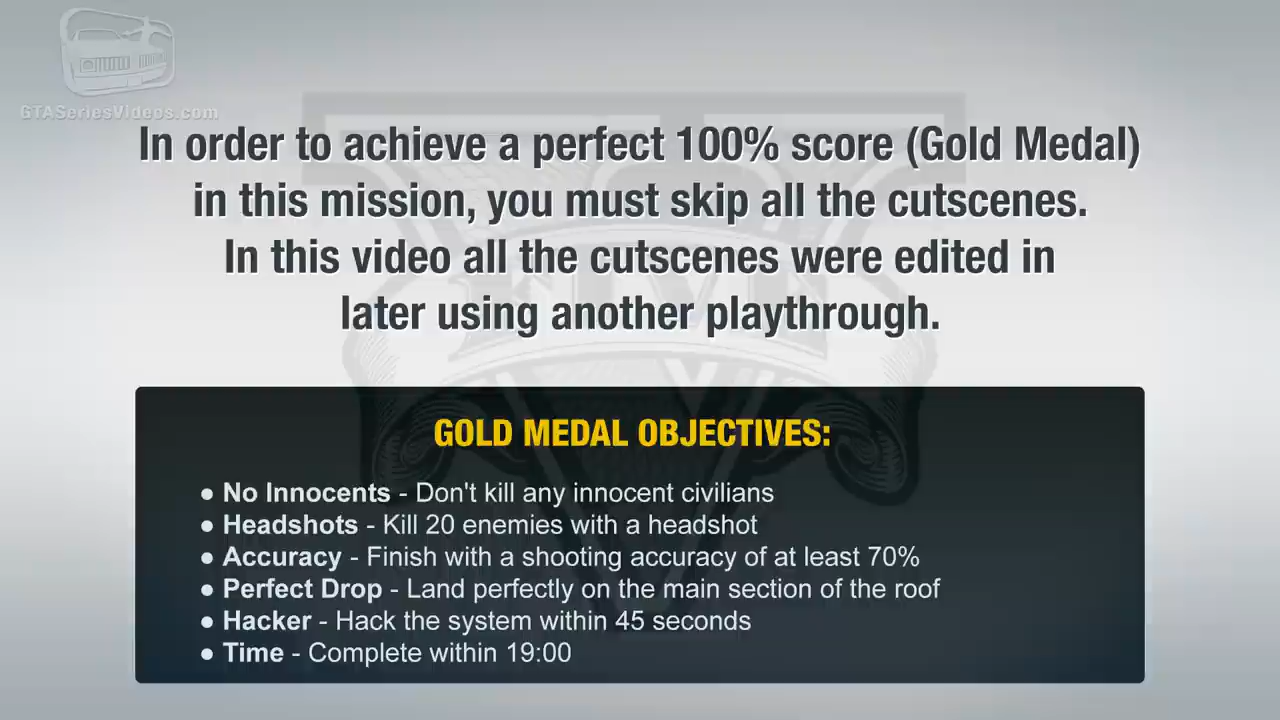 GTASeriesVideos.com
In order to achieve a perfect 100% score (Gold Medal)
in this mission, you must skip all the cutscenes.
In this video all the cutscenes were edited in
later using another playthrough.
GOLD MEDAL OBJECTIVES:
● No Innocents - Don't kill any innocent civilians
● Headshots - Kill 20 enemies with a headshot
● Accuracy - Finish with a shooting accuracy of at least 70%
● Perfect Drop - Land perfectly on the main section of the roof
● Hacker - Hack the system within 45 seconds
● Time - Complete within 19:00